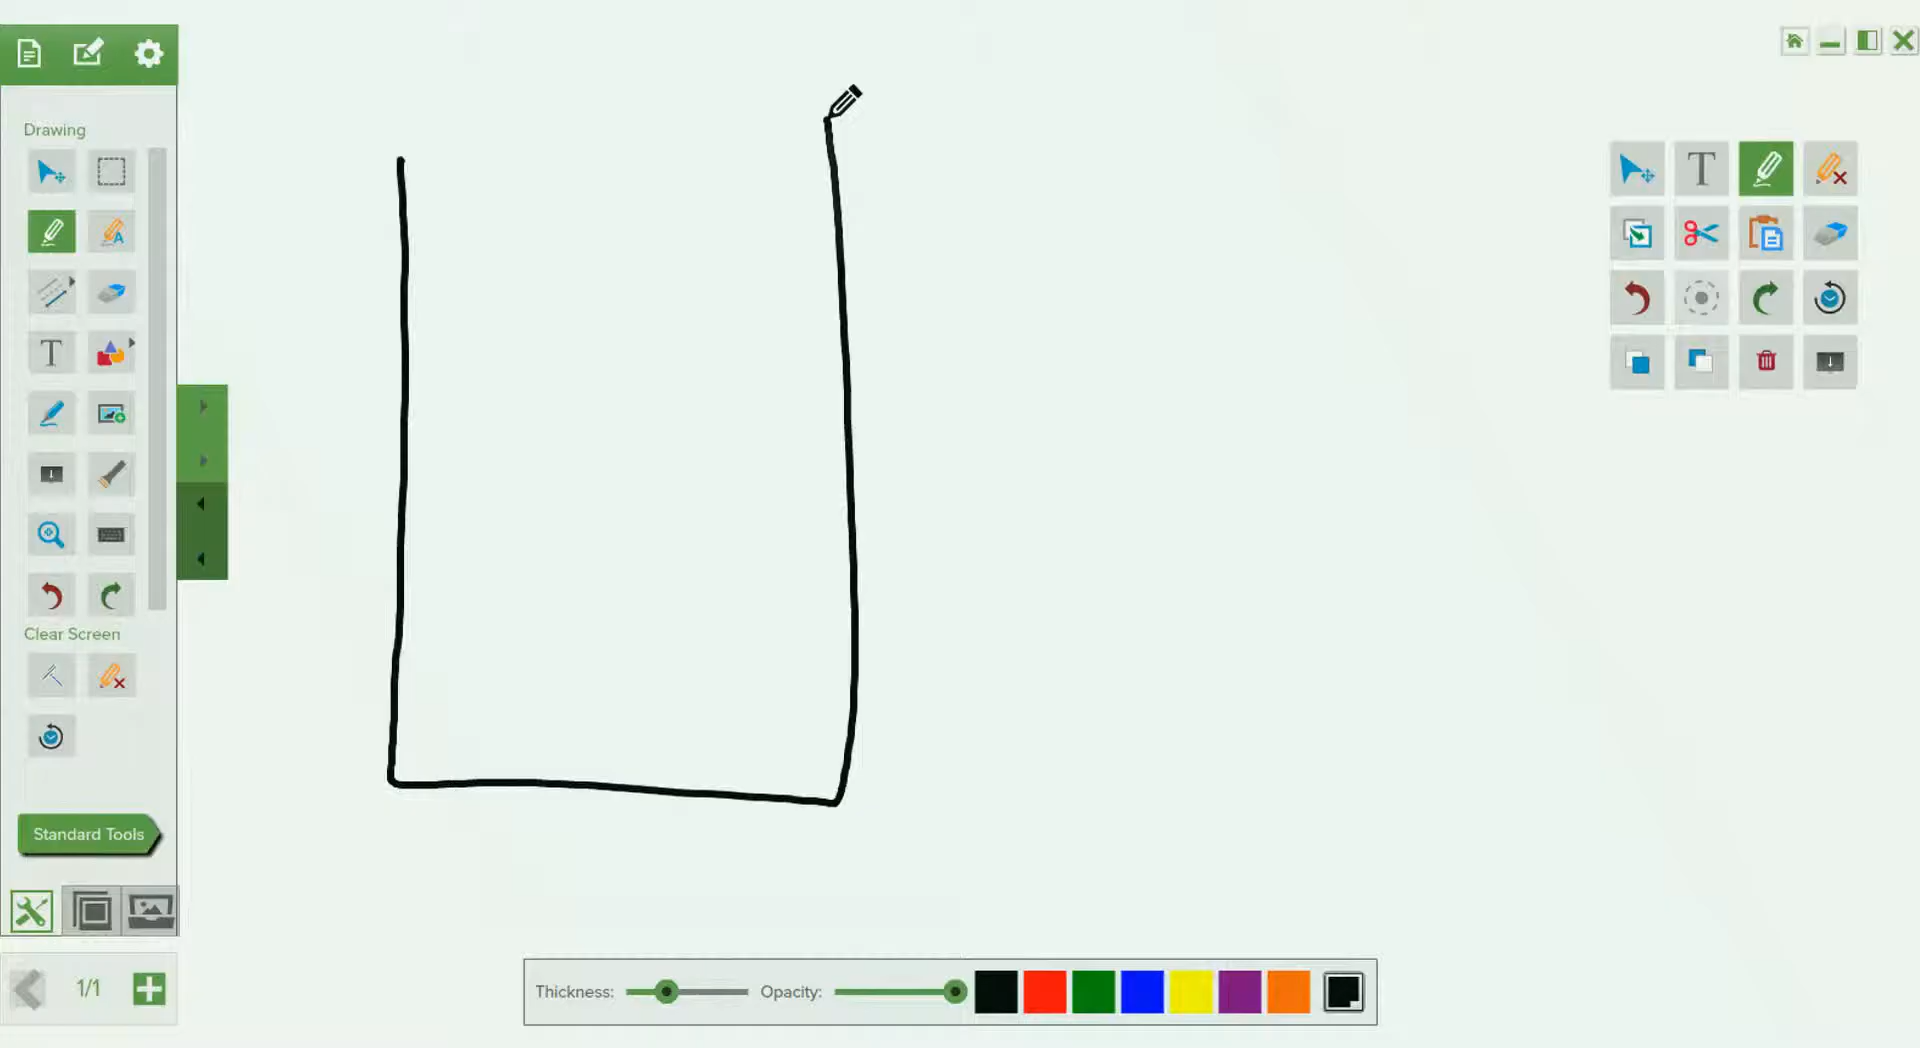 Drawing
T
A
T
Clear Screen
Standard Tools
1/1
Thickness:
Opacity: